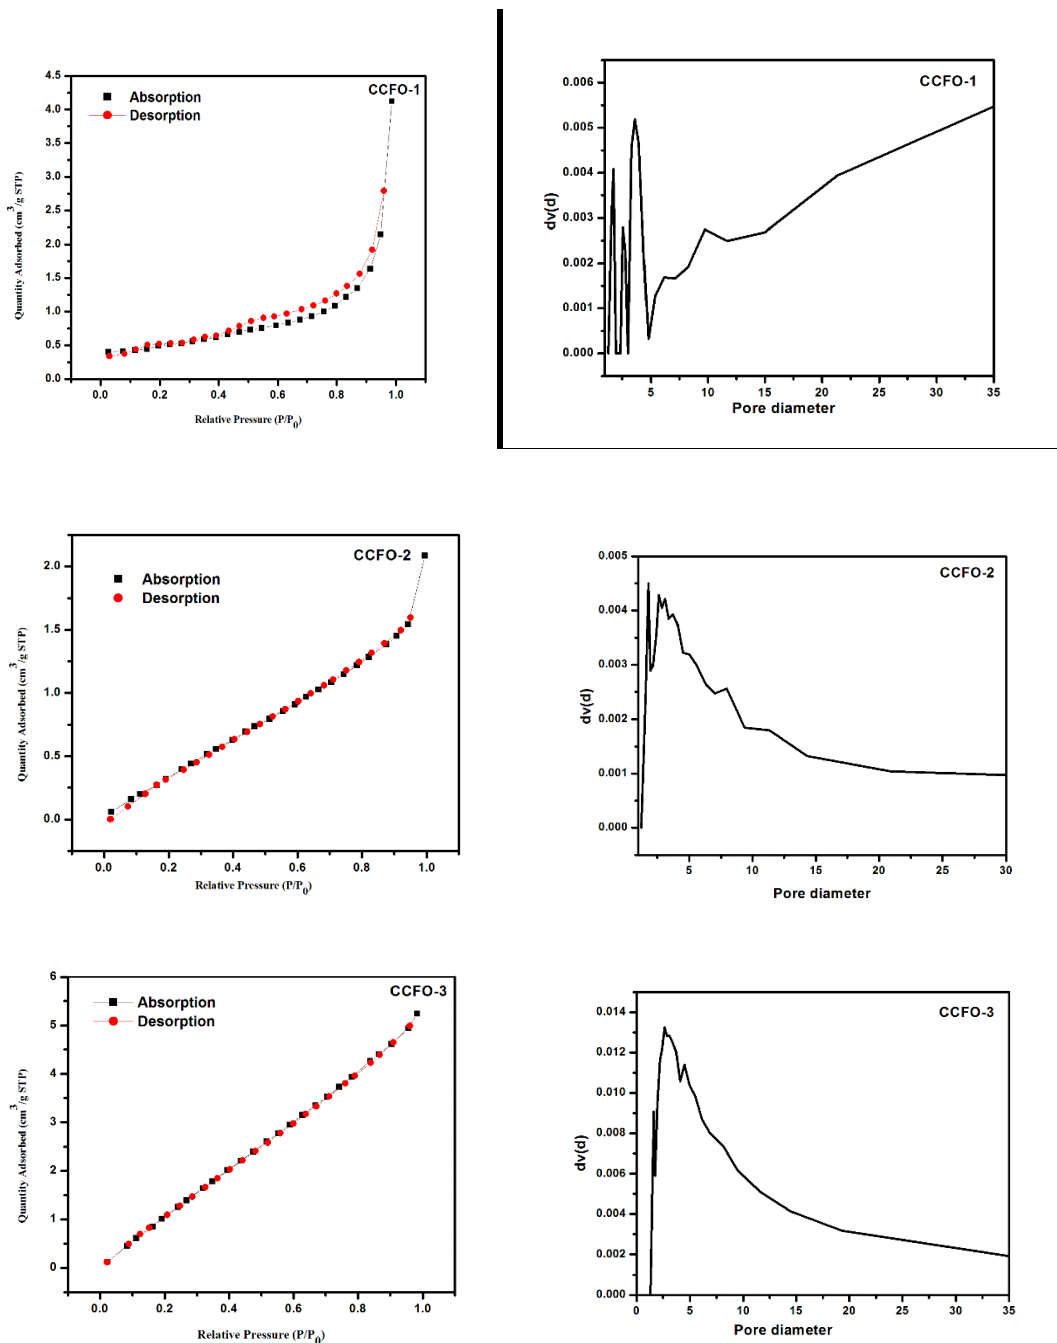 CCFO-1
Absorption
Desorption
Quantity Adsorbed (cm³/g STP)
4.5
4.0
3.5
3.0
2.5
2.0
1.5
1.0
0.5
0.0
0.0 0.2 0.4 0.6 0.8 1.0
Relative Pressure (P/P₀)
CCFO-1
dv(d)
0.006
0.005
0.004
0.003
0.002
0.001
0.000
5 10 15 20 25 30 35
Pore diameter
CCFO-2
Absorption
Desorption
Quantity Adsorbed (cm³/g STP)
2.0
1.5
1.0
0.5
0.0
0.0 0.2 0.4 0.6 0.8 1.0
Relative Pressure (P/P₀)
CCFO-2
dv(d)
0.005
0.004
0.003
0.002
0.001
0.000
5 10 15 20 25 30
Pore diameter
CCFO-3
Absorption
Desorption
Quantity Adsorbed (cm³/g STP)
6
5
4
3
2
1
0
0.0 0.2 0.4 0.6 0.8 1.0
Relative Pressure (P/P₀)
CCFO-3
dv(d)
0.014
0.012
0.010
0.008
0.006
0.004
0.002
0.000
0 5 10 15 20 25 30 35
Pore diameter